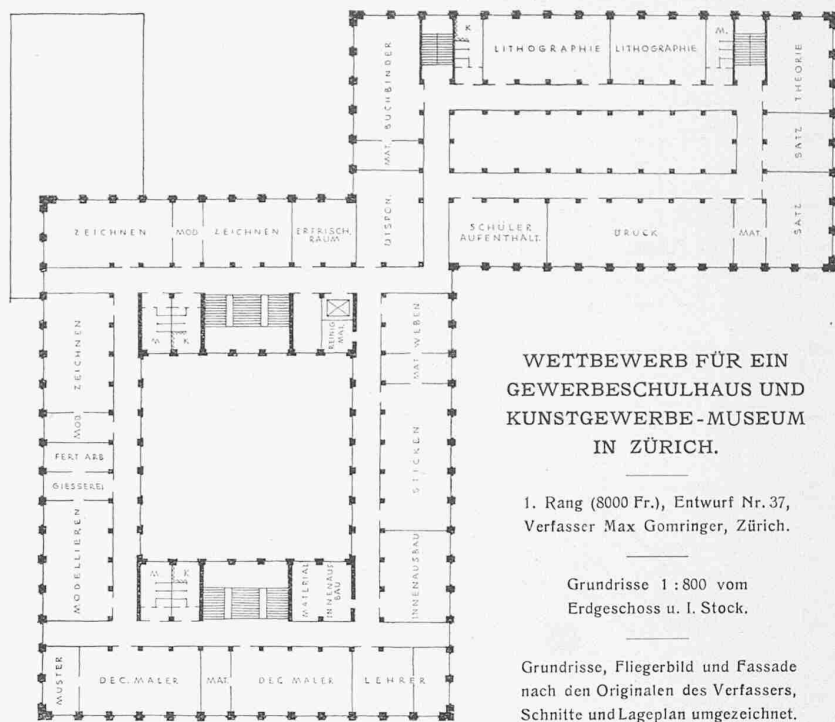 BUCHBINDER
MAT.
DISPON.
K
LITHOGRAPHIE
LITHOGRAPHIE
M.
THEORIE
SATZ
SATZ
ZEICHNEN
MOD
ZEICHNEN
ERFRISCH.
RAUM
SCHÜLER
AUFENTHALT.
DRUCK
MAT.
ZEICHNEN
MOD
FERT ARB
GIESSEREI
MODELLIEREN
K
REINIG
MAT.
WEBEN
MAT.
STICKEN
INNENAUSBAU
M.
K
MATERIAL
INNENAUS
BAU
MUSTER
DEC. MALER
MAT.
DEC MALER
LEHRER
WETTBEWERB FÜR EIN
GEWERBESCHULHAUS UND
KUNSTGEWERBE-MUSEUM
IN ZÜRICH.
1. Rang (8000 Fr.), Entwurf Nr. 37,
Verfasser Max Gomringer, Zürich.
Grundrisse 1 : 800 vom
Erdgeschoss u. I. Stock.
Grundrisse, Fliegerbild und Fassade
nach den Originalen des Verfassers,
Schnitte und Lageplan umgezeichnet.